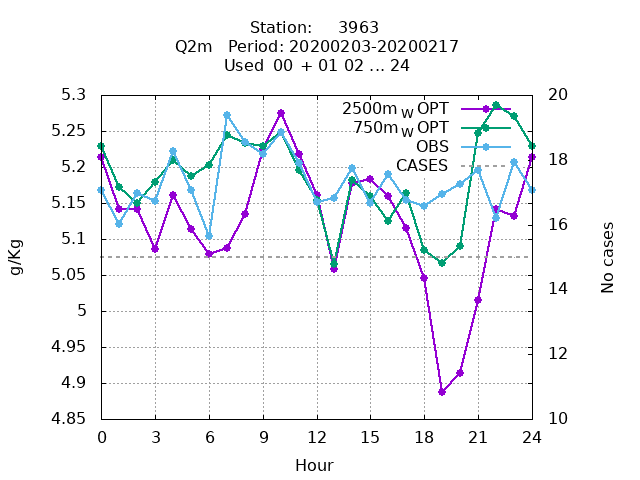 Station: 3963
Q2m Period: 20200203-20200217
Used 00 + 01 02 ... 24
5.3
5.25
5.2
5.15
5.1
5.05
5
4.95
4.9
4.85
g/Kg
2500m W OPT
750m W OPT
OBS
CASES
20
18
16
14
12
10
No cases
0 3 6 9 12 15 18 21 24
Hour